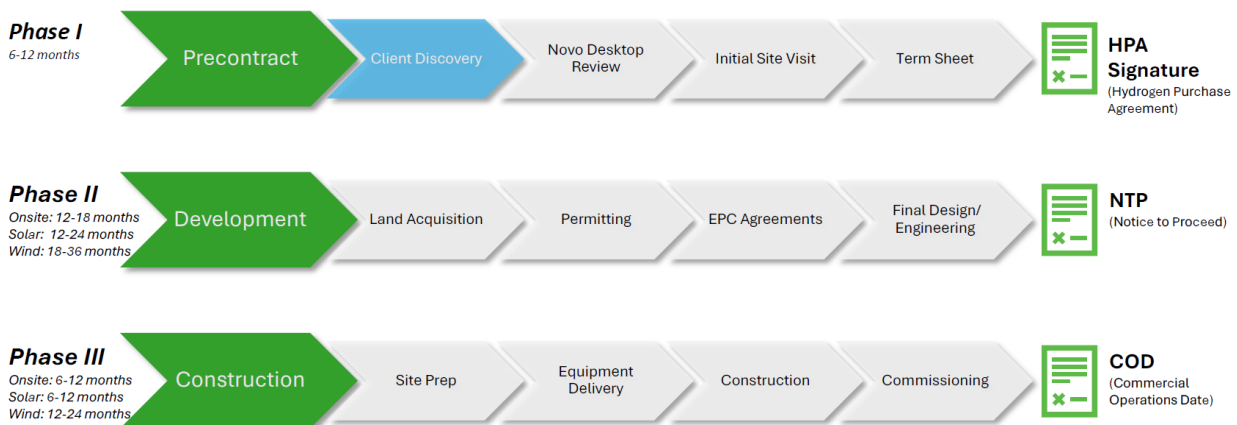 Phase I
6-12 months
Precontract
Client Discovery
Novo Desktop
Review
Initial Site Visit
Term Sheet
HPA
Signature
(Hydrogen Purchase
Agreement)
Phase II
Onsite: 12-18 months
Solar: 12-24 months
Wind: 18-36 months
Development
Land Acquisition
Permitting
EPC Agreements
Final Design/
Engineering
NTP
(Notice to Proceed)
Phase III
Onsite: 6-12 months
Solar: 6-12 months
Wind: 12-24 months
Construction
Site Prep
Equipment
Delivery
Construction
Commissioning
COD
(Commercial
Operations Date)